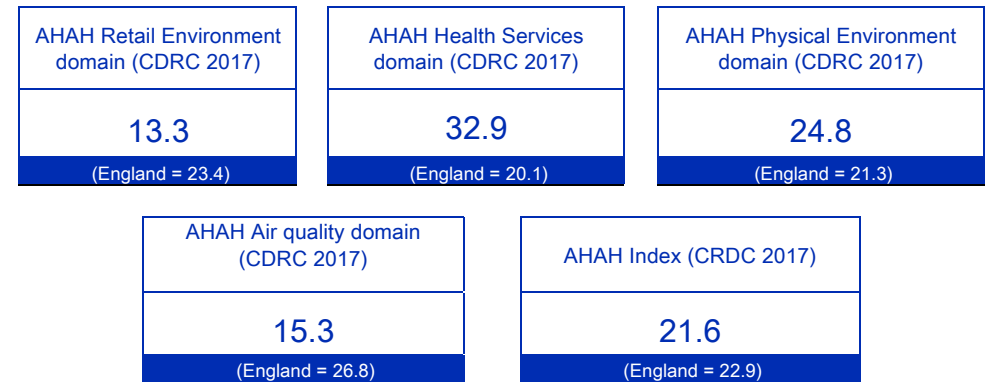 AHAH Retail Environment
domain (CDRC 2017)
13.3
(England = 23.4)
AHAH Health Services
domain (CDRC 2017)
32.9
(England = 20.1)
AHAH Physical Environment
domain (CDRC 2017)
24.8
(England = 21.3)
AHAH Air quality domain
(CDRC 2017)
15.3
(England = 26.8)
AHAH Index (CRDC 2017)
21.6
(England = 22.9)